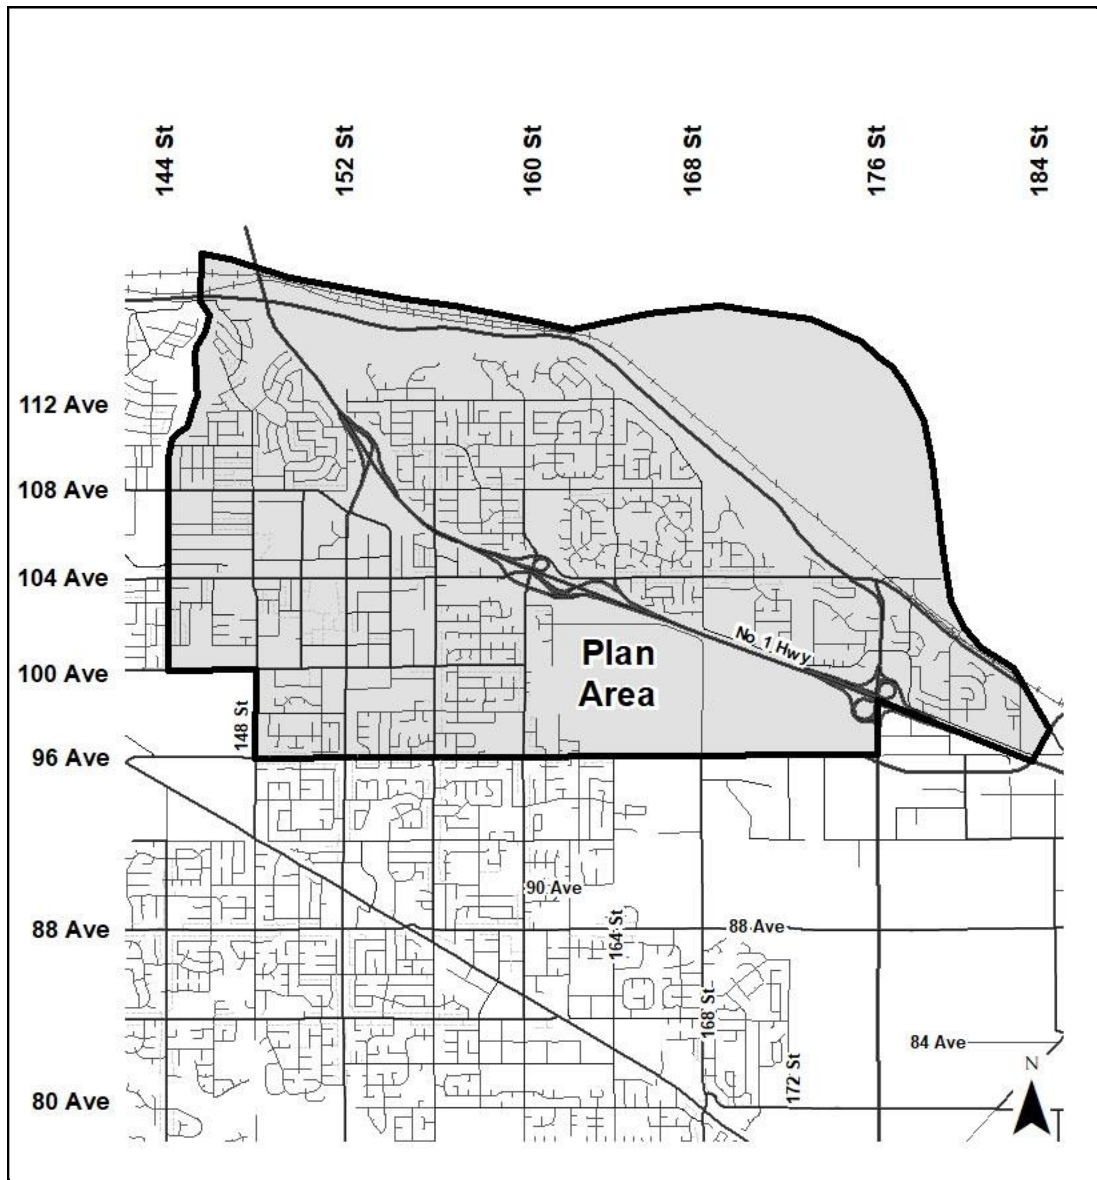 144 St
152 St
160 St
168 St
176 St
184 St
112 Ave
108 Ave
104 Ave
No 1 Hwy
Plan
Area
100 Ave
148 St
96 Ave
90 Ave
88 Ave
164 St
88 Ave
168 St
84 Ave
N
172 St
80 Ave